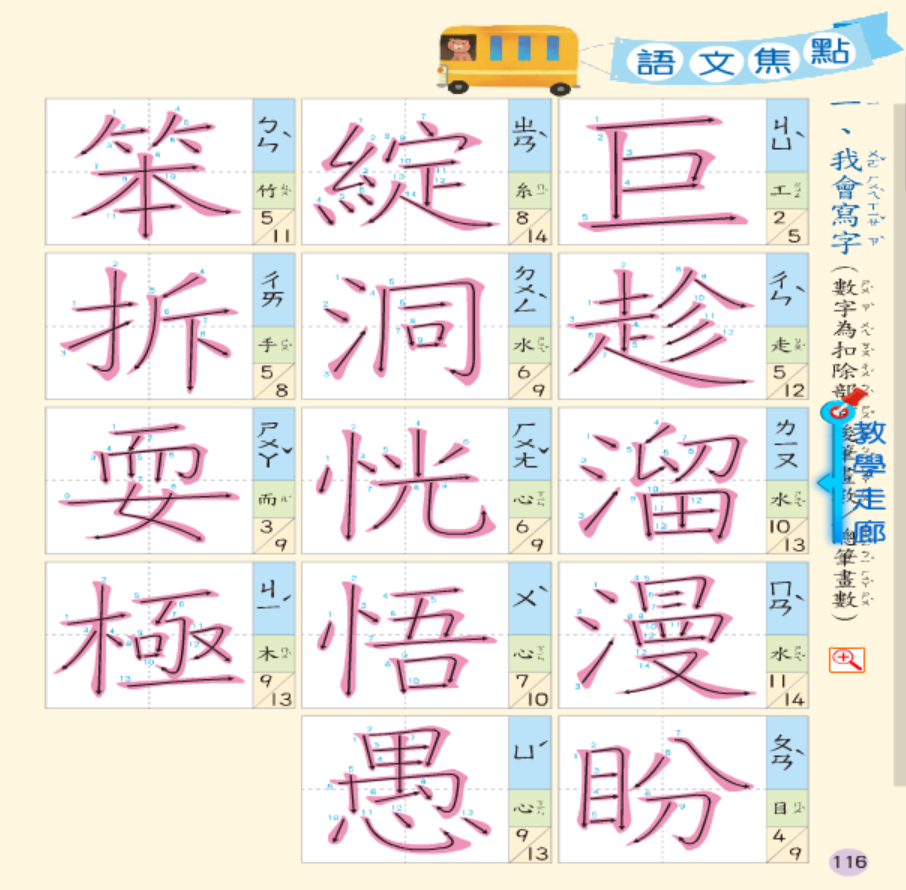 語文焦點
一、我會寫字(數字為扣除部
筆畫數)
教學走廊
巨 ㄐㄩˋ 工 2/5
趁 ㄔㄣˋ 走 5/12
溜 ㄌㄧㄡ 水 10/13
漫 ㄇㄢˋ 水 11/14
盼 ㄆㄢˋ 目 4/9
綻 ㄓㄢˋ 糸 8/14
洞 ㄉㄨㄥˋ 水 6/9
恍 ㄏㄨㄤˇ 心 6/9
悟 ㄨˋ 心 7/10
愚 ㄩˊ 心 9/13
笨 ㄅㄣˋ 竹 5/11
拆 ㄔㄞ 手 5/8
耍 ㄕㄨㄚˇ 而 3/9
極 ㄐㄧˊ 木 9/13
116